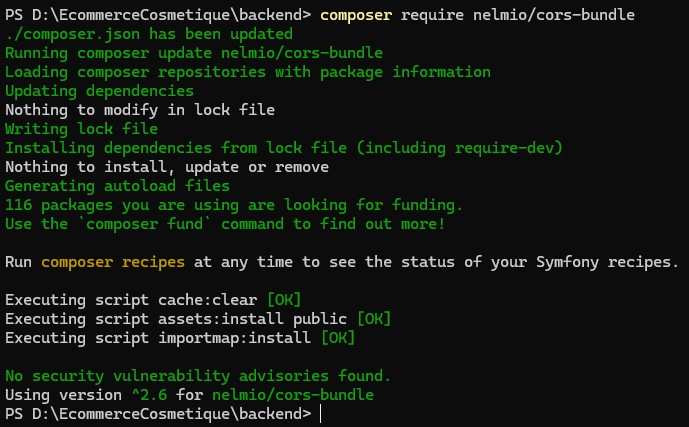 PS D:\EcommerceCosmetique\backend> composer require nelmio/cors-bundle
./composer.json has been updated
Running composer update nelmio/cors-bundle
Loading composer repositories with package information
Updating dependencies
Nothing to modify in lock file
Writing lock file
Installing dependencies from lock file (including require-dev)
Nothing to install, update or remove
Generating autoload files
116 packages you are using are looking for funding.
Use the `composer fund` command to find out more!
Run composer recipes at any time to see the status of your Symfony recipes.
Executing script cache:clear [OK]
Executing script assets:install public [OK]
Executing script importmap:install [OK]
No security vulnerability advisories found.
Using version ^2.6 for nelmio/cors-bundle
PS D:\EcommerceCosmetique\backend>